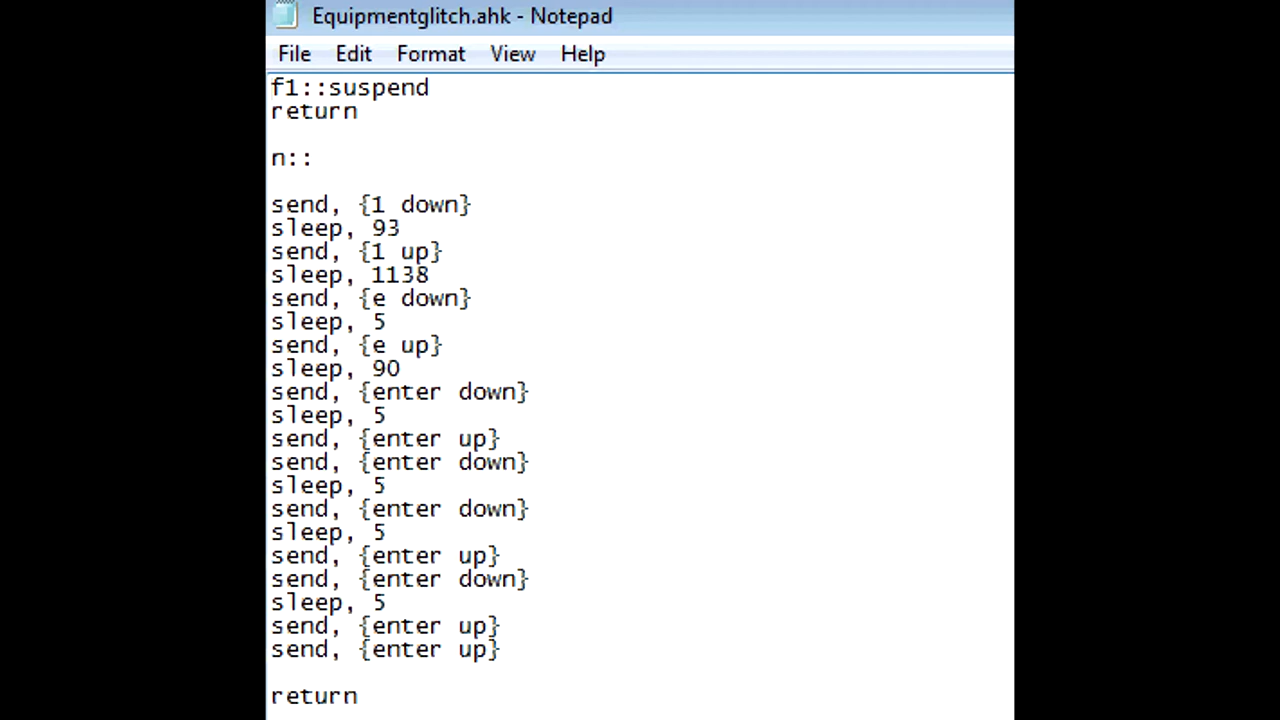 Equipmentglitch.ahk - Notepad
File Edit Format View Help
f1::suspend
return
n::
send, {1 down}
sleep, 93
send, {1 up}
sleep, 1138
send, {e down}
sleep, 5
send, {e up}
sleep, 90
send, {enter down}
sleep, 5
send, {enter up}
send, {enter down}
sleep, 5
send, {enter down}
sleep, 5
send, {enter up}
send, {enter down}
sleep, 5
send, {enter up}
send, {enter up}
return